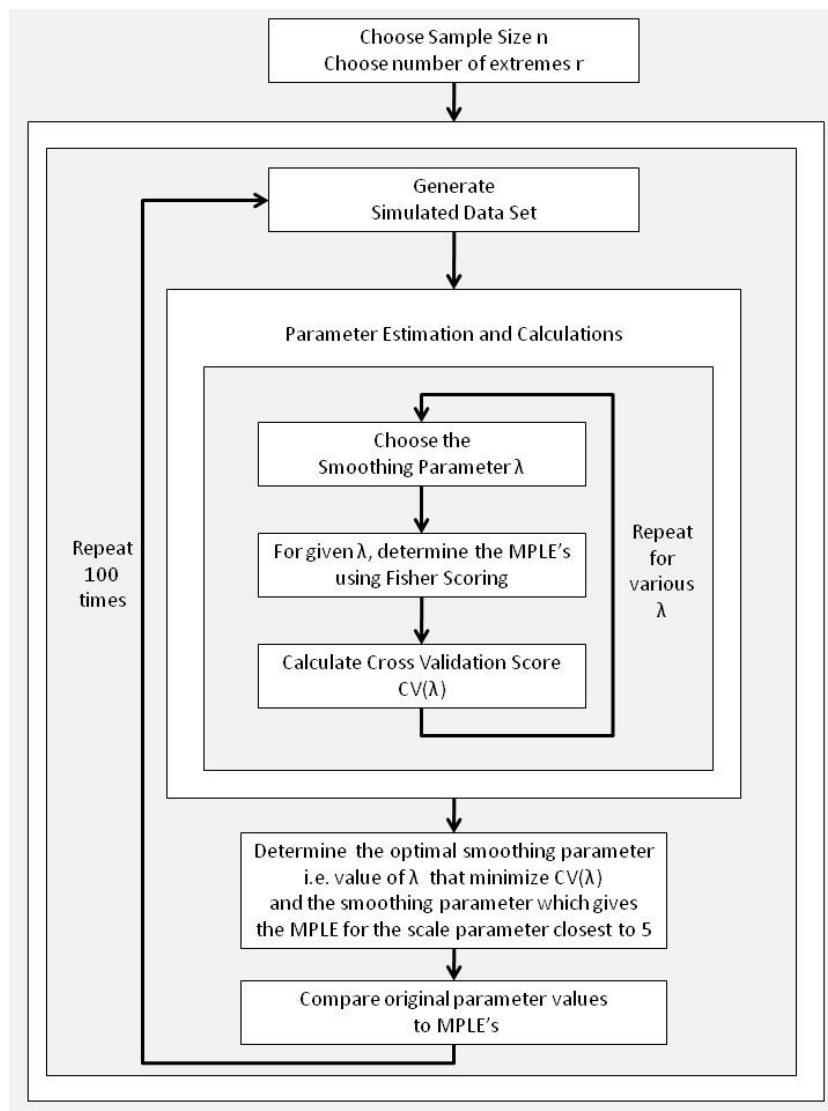 Choose Sample Size n
Choose number of extremes r
Generate
Simulated Data Set
Parameter Estimation and Calculations
Choose the
Smoothing Parameter λ
For given λ, determine the MPLE's
using Fisher Scoring
Calculate Cross Validation Score
CV(λ)
Repeat
for
various
λ
Repeat
100
times
Determine the optimal smoothing parameter
i.e. value of λ that minimize CV(λ)
and the smoothing parameter which gives
the MPLE for the scale parameter closest to 5
Compare original parameter values
to MPLE's